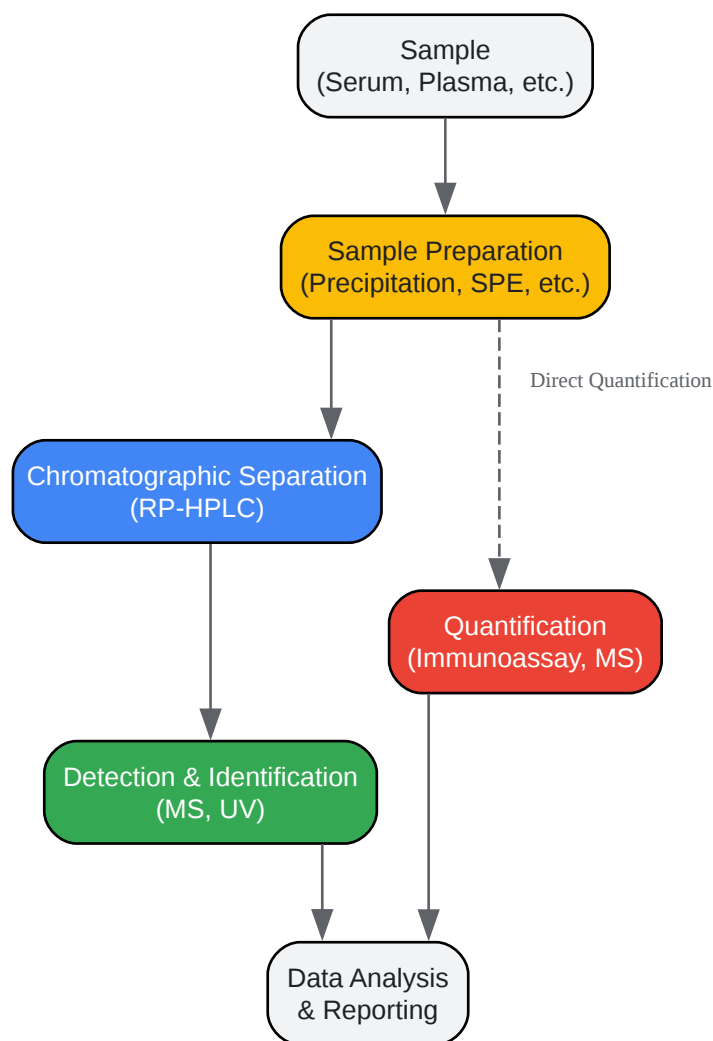 Sample
(Serum, Plasma, etc.)
Sample Preparation
(Precipitation, SPE, etc.)
Direct Quantification
Chromatographic Separation
(RP-HPLC)
Quantification
(Immunoassay, MS)
Detection & Identification
(MS, UV)
Data Analysis
& Reporting